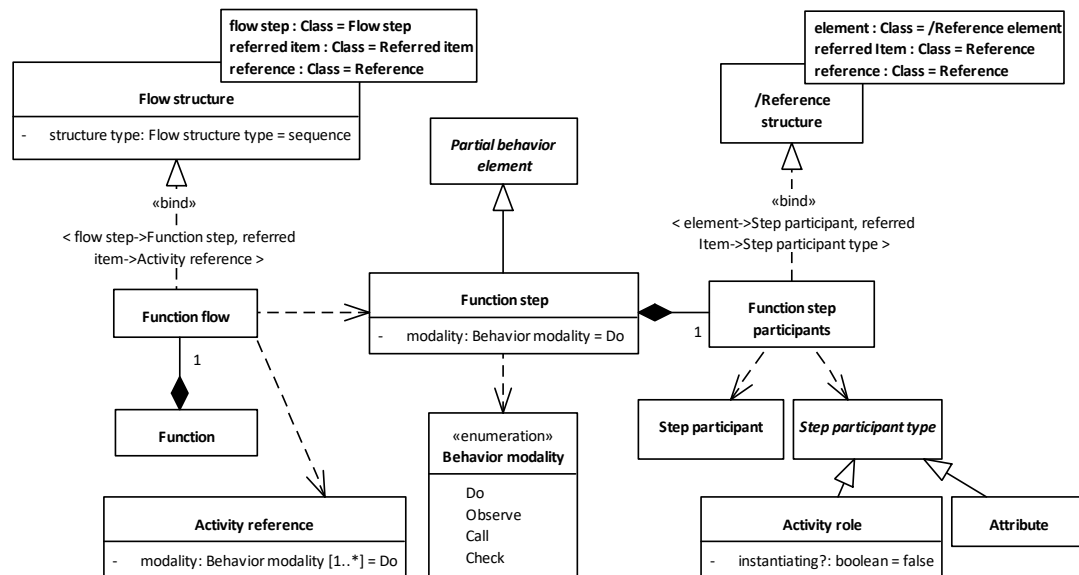 flow step : Class = Flow step
referred item : Class = Referred item
reference : Class = Reference
Flow structure
- structure type: Flow structure type = sequence
«bind»
< flow step->Function step, referred
item->Activity reference >
Function flow
1
Function
Activity reference
- modality: Behavior modality [1..*] = Do
Partial behavior
element
Function step
- modality: Behavior modality = Do
«enumeration»
Behavior modality
Do
Observe
Call
Check
element : Class = /Reference element
referred Item : Class = Reference
reference : Class = Reference
/Reference
structure
«bind»
< element->Step participant, referred
Item->Step participant type >
1
Function step
participants
Step participant
Step participant type
Activity role
- instantiating?: boolean = false
Attribute